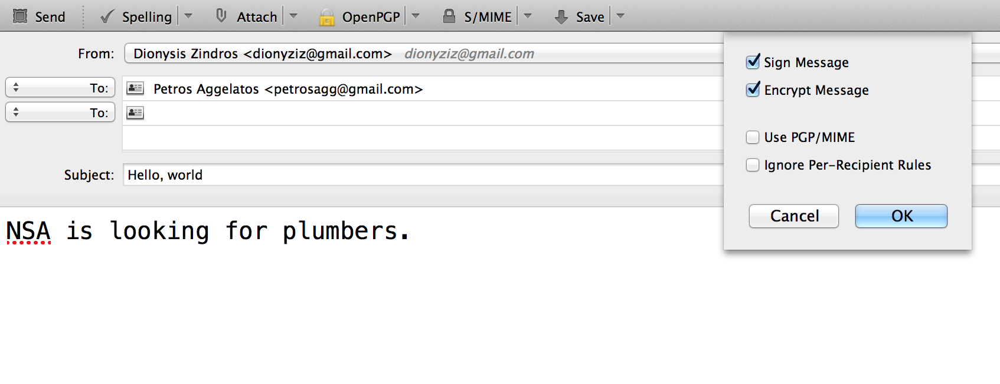 Send Spelling Attach OpenPGP S/MIME Save
From: Dionysis Zindros <dionyziz@gmail.com> dionyziz@gmail.com
To: Petros Aggelatos <petrosagg@gmail.com>
To:
Subject: Hello, world
NSA is looking for plumbers.
Sign Message
Encrypt Message
Use PGP/MIME
Ignore Per-Recipient Rules
Cancel OK